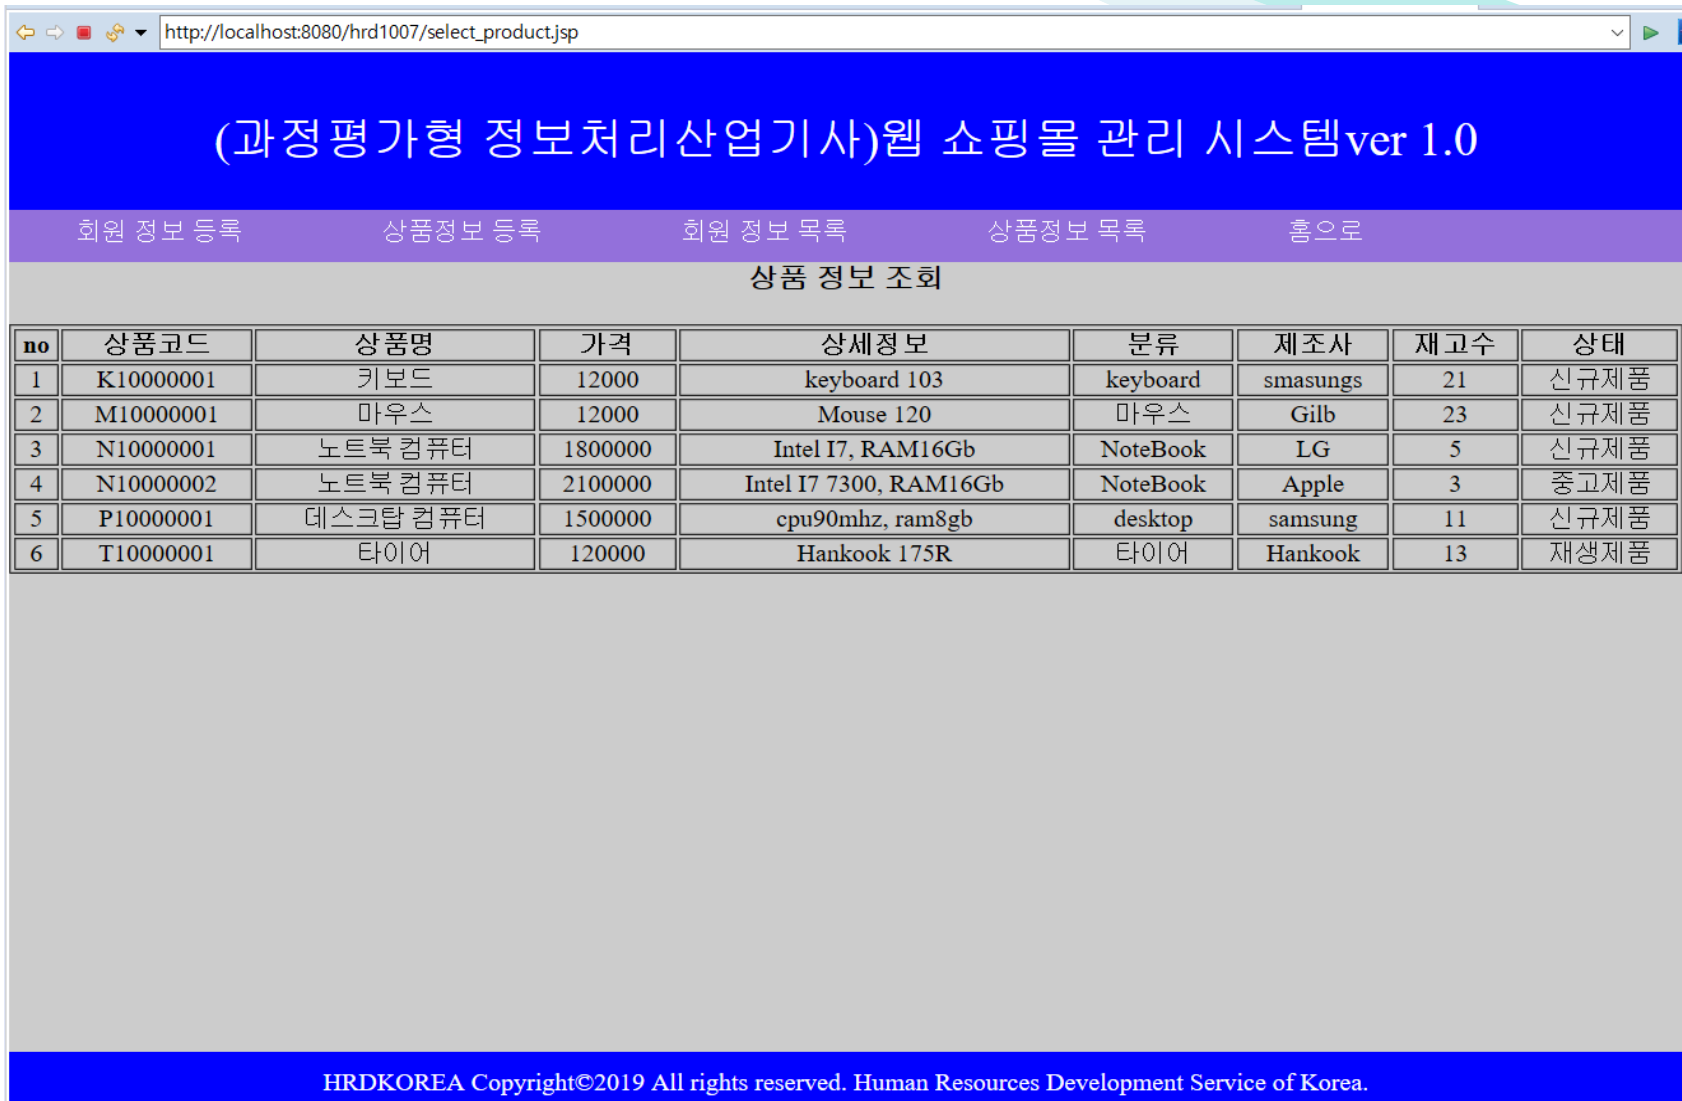 http://localhost:8080/hrd1007/select_product.jsp
(과정평가형 정보처리산업기사)웹 쇼핑몰 관리 시스템ver 1.0
회원 정보 등록 상품정보 등록 회원 정보 목록 상품정보 목록 홈으로
상품 정보 조회
no 상품코드 상품명 가격 상세정보 분류 제조사 재고수 상태
1 K10000001 키보드 12000 keyboard 103 keyboard smasungs 21 신규제품
2 M10000001 마우스 12000 Mouse 120 마우스 Gilb 23 신규제품
3 N10000001 노트북 컴퓨터 1800000 Intel I7, RAM16Gb NoteBook LG 5 신규제품
4 N10000002 노트북 컴퓨터 2100000 Intel I7 7300, RAM16Gb NoteBook Apple 3 중고제품
5 P10000001 데스크탑 컴퓨터 1500000 cpu90mhz, ram8gb desktop samsung 11 신규제품
6 T10000001 타이어 120000 Hankook 175R 타이어 Hankook 13 재생제품
HRDKOREA Copyright©2019 All rights reserved. Human Resources Development Service of Korea.